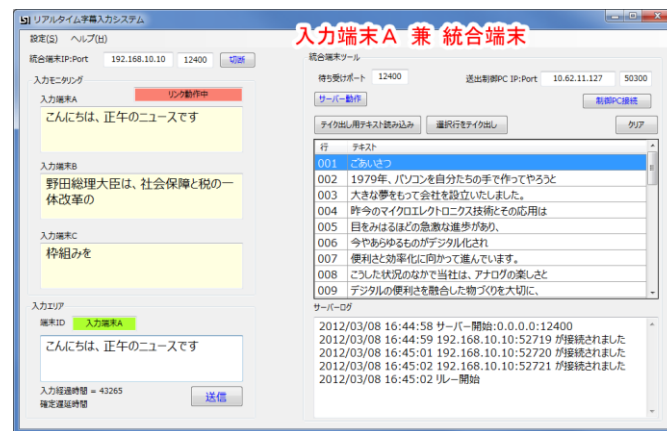 リアルタイム字幕入力システム
入力端末A 兼 統合端末
設定(S) ヘルプ(H)
統合端末IP:Port 192.168.10.10 12400 切断
入力モニタリング
入力端末A リンク動作中
こんにちは、正午のニュースです
入力端末B
野田総理大臣は、社会保障と税の一
体改革の
入力端末C
枠組みを
入力エリア
端末ID 入力端末A
こんにちは、正午のニュースです
入力経過時間 = 43265
確定遅延時間
送信
統合端末ツール
待ち受けポート 12400 送出制御PC IP:Port 10.62.11.127 50300
サーバー動作 制御PC接続
テイク出し用テキスト読み込み 選択行をテイク出し クリア
行 テキスト
001 ごあいさつ
002 1979年、パソコンを自分たちの手で作ってやろうと
003 大きな夢をもって会社を設立いたしました。
004 昨今のマイクロエレクトロニクス技術とその応用は
005 目をみはるほどの急激な進歩があり、
006 今やあらゆるものがデジタル化され
007 便利さと効率化に向かって進んでいます。
008 こうした状況のなかで当社は、アナログの楽しさと
009 デジタルの便利さを融合した物づくりを大切に、
サーバーログ
2012/03/08 16:44:58 サーバー開始:0.0.0.0:12400
2012/03/08 16:44:59 192.168.10.10:52719 が接続されました
2012/03/08 16:45:01 192.168.10.10:52720 が接続されました
2012/03/08 16:45:02 192.168.10.10:52721 が接続されました
2012/03/08 16:45:02 リレー開始